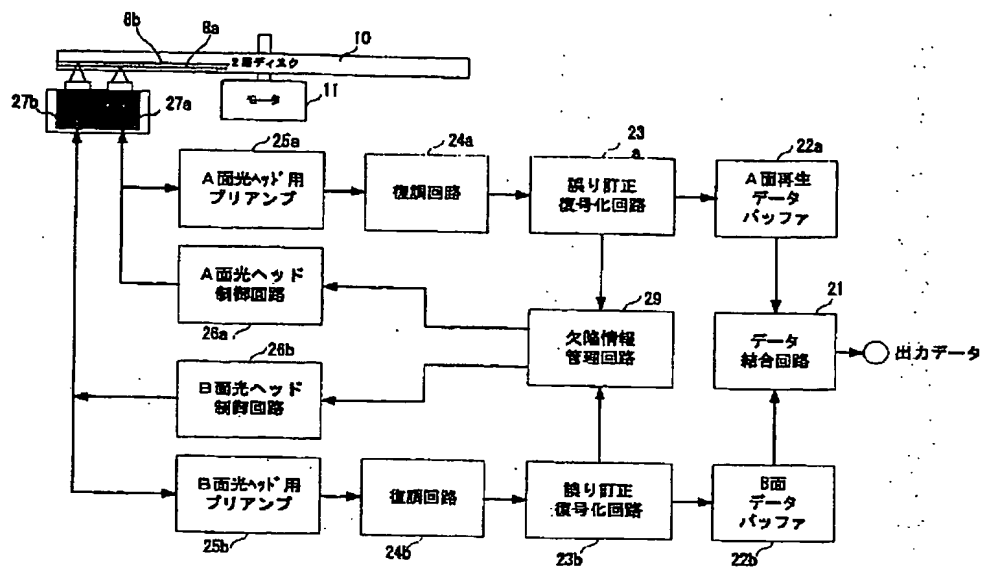 8b
8a
10
2層ディスク
モータ
11
27b
27a
25a
A面光ヘッド用
プリアンプ
24a
復調回路
23
a
誤り訂正
復号化回路
22a
A面再生
データ
バッファ
A面光ヘッド
制御回路
26a
29
欠陥情報
管理回路
21
データ
結合回路
出力データ
26b
B面光ヘッド
制御回路
B面光ヘッド用
プリアンプ
25b
復調回路
24b
誤り訂正
復号化回路
23b
B面
データ
バッファ
22b